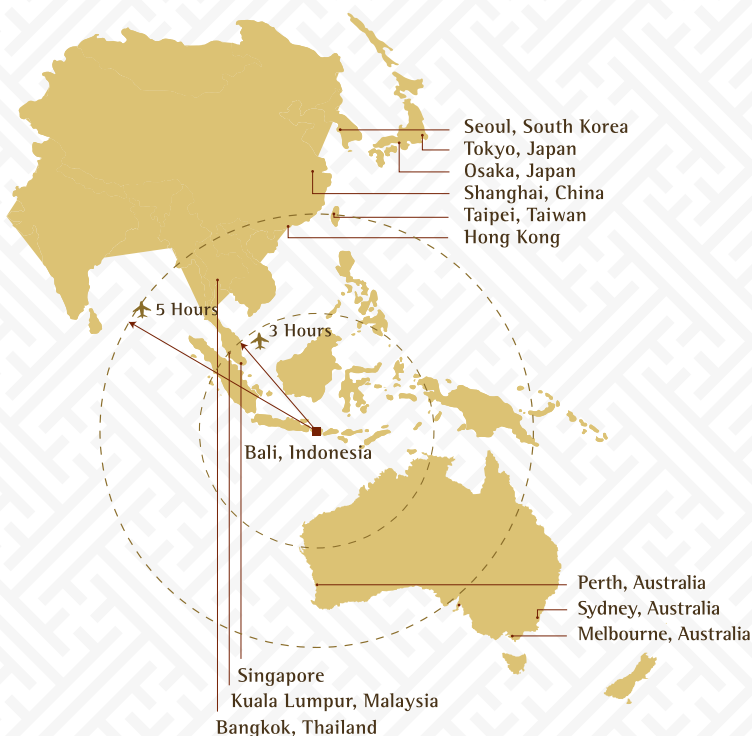 Seoul, South Korea
Tokyo, Japan
Osaka, Japan
Shanghai, China
Taipei, Taiwan
Hong Kong
5 Hours
3 Hours
Bali, Indonesia
Perth, Australia
Sydney, Australia
Melbourne, Australia
Singapore
Kuala Lumpur, Malaysia
Bangkok, Thailand